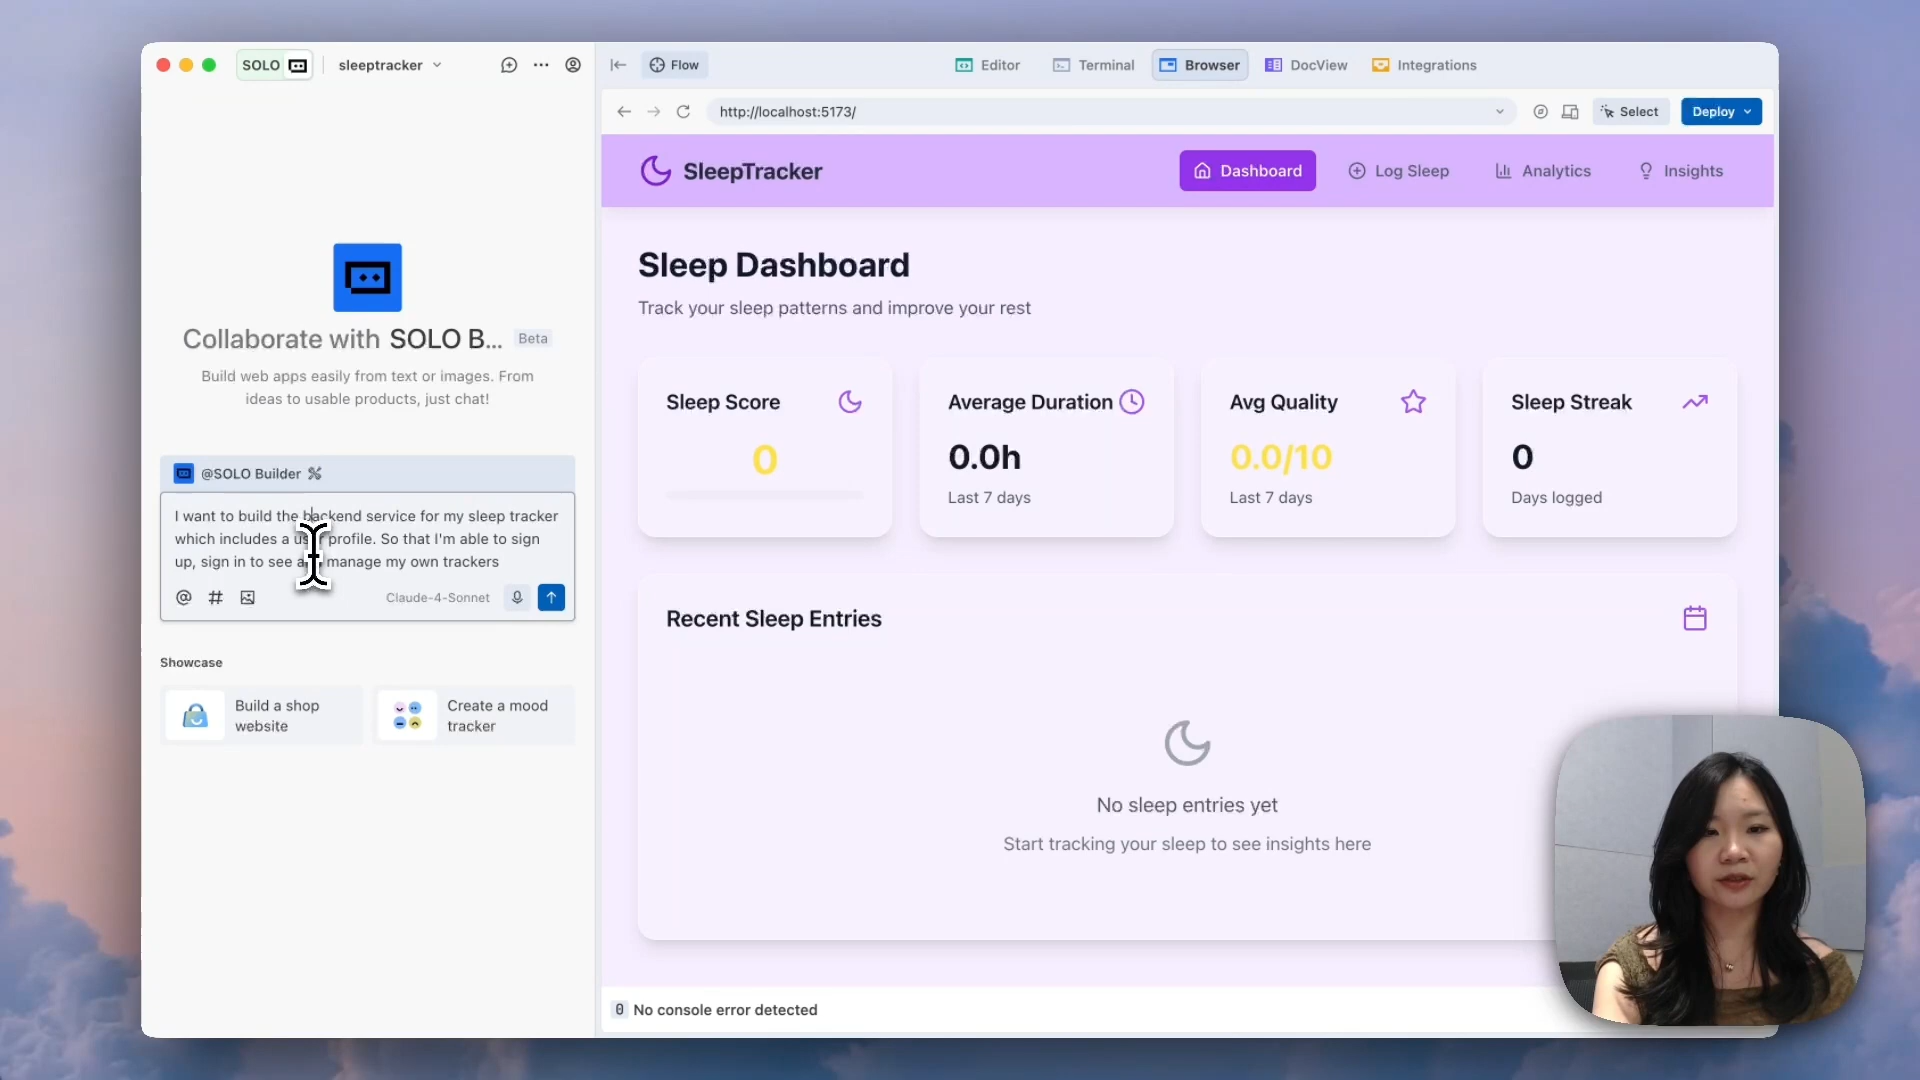 SOLO
sleeptracker
Flow
Editor
Terminal
Browser
DocView
Integrations
http://localhost:5173/
Select
Deploy
Collaborate with SOLO B...
Beta
Build web apps easily from text or images. From
ideas to usable products, just chat!
@SOLO Builder
I want to build the backend service for my sleep tracker
which includes a user profile. So that I'm able to sign
up, sign in to see and manage my own trackers
Claude-4-Sonnet
Showcase
Build a shop
website
Create a mood
tracker
SleepTracker
Dashboard
Log Sleep
Analytics
Insights
Sleep Dashboard
Track your sleep patterns and improve your rest
Sleep Score
0
Average Duration
0.0h
Last 7 days
Avg Quality
0.0/10
Last 7 days
Sleep Streak
0
Days logged
Recent Sleep Entries
No sleep entries yet
Start tracking your sleep to see insights here
0 No console error detected